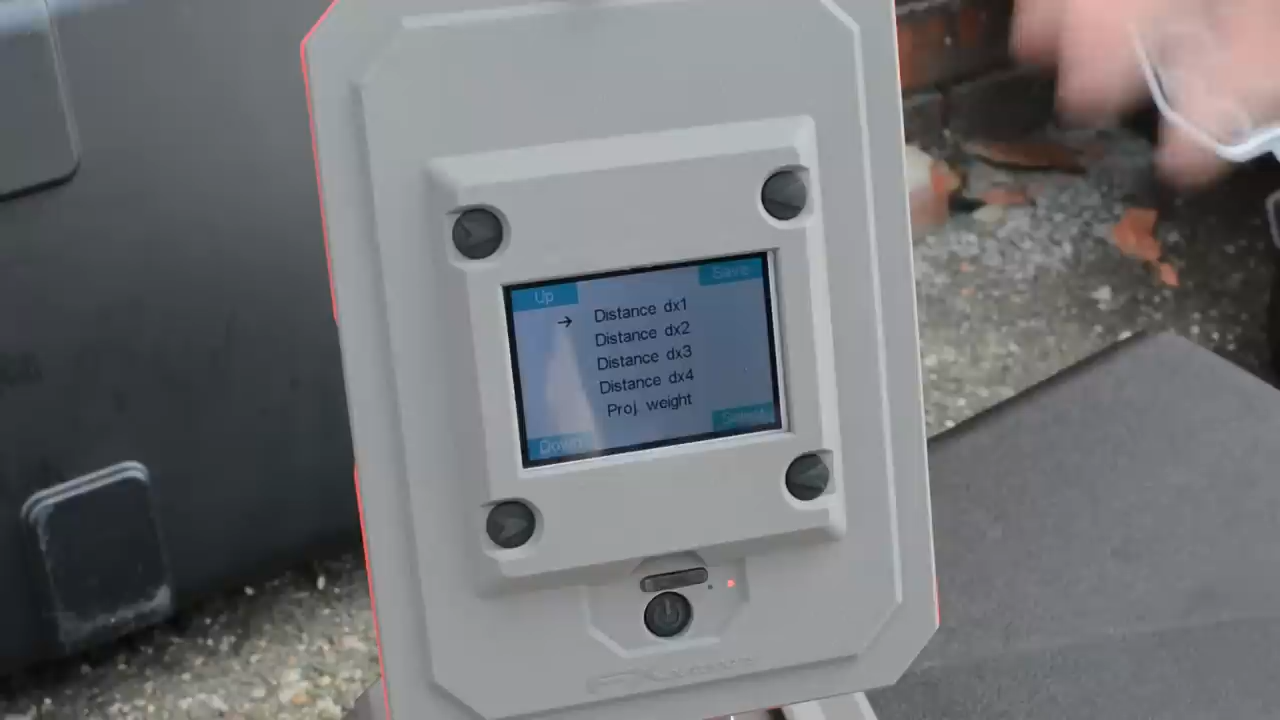 Up
Save
→ Distance dx1
Distance dx2
Distance dx3
Distance dx4
Proj. weight
Down
Select